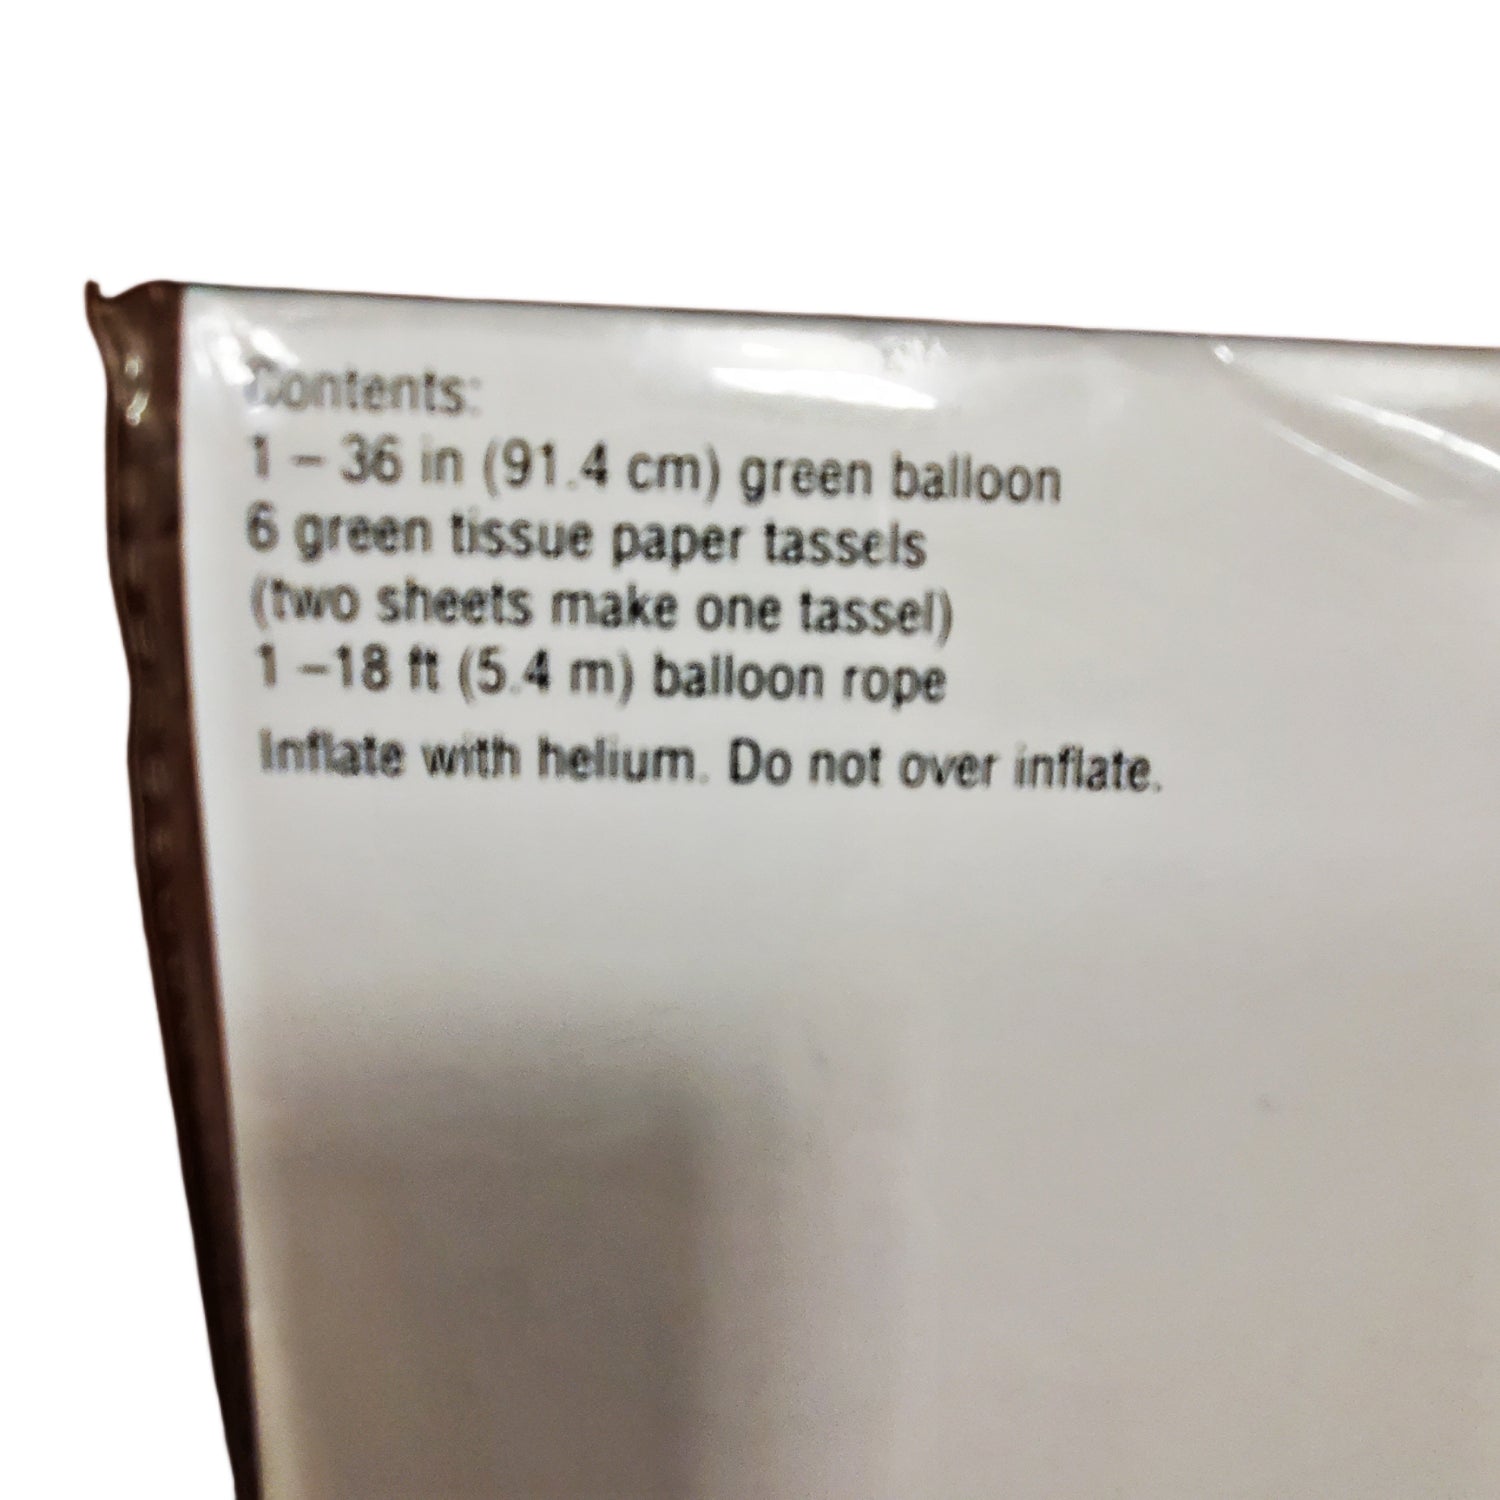 Contents:
1 – 36 in (91.4 cm) green balloon
6 green tissue paper tassels
(two sheets make one tassel)
1 –18 ft (5.4 m) balloon rope
Inflate with helium. Do not over inflate.